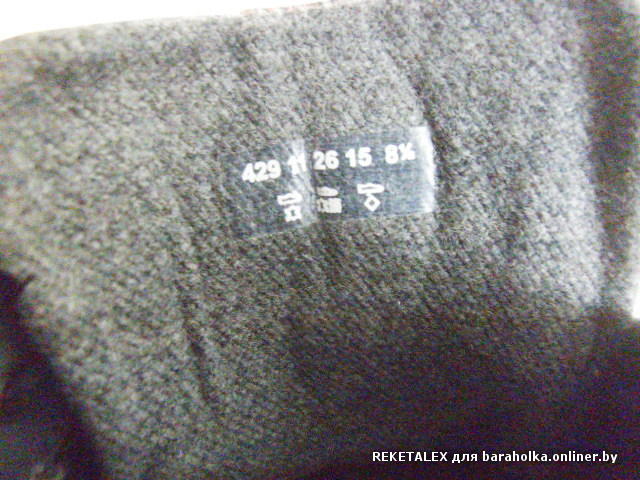 429 11 26 15 8½
REKETALEX для baraholka.onliner.by